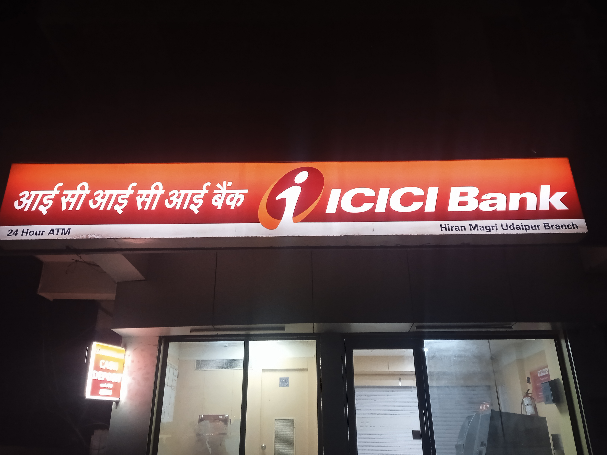 आई सी आई सी आई बैंक i ICICI Bank
24 Hour ATM
Hiran Magri Udaipur Branch